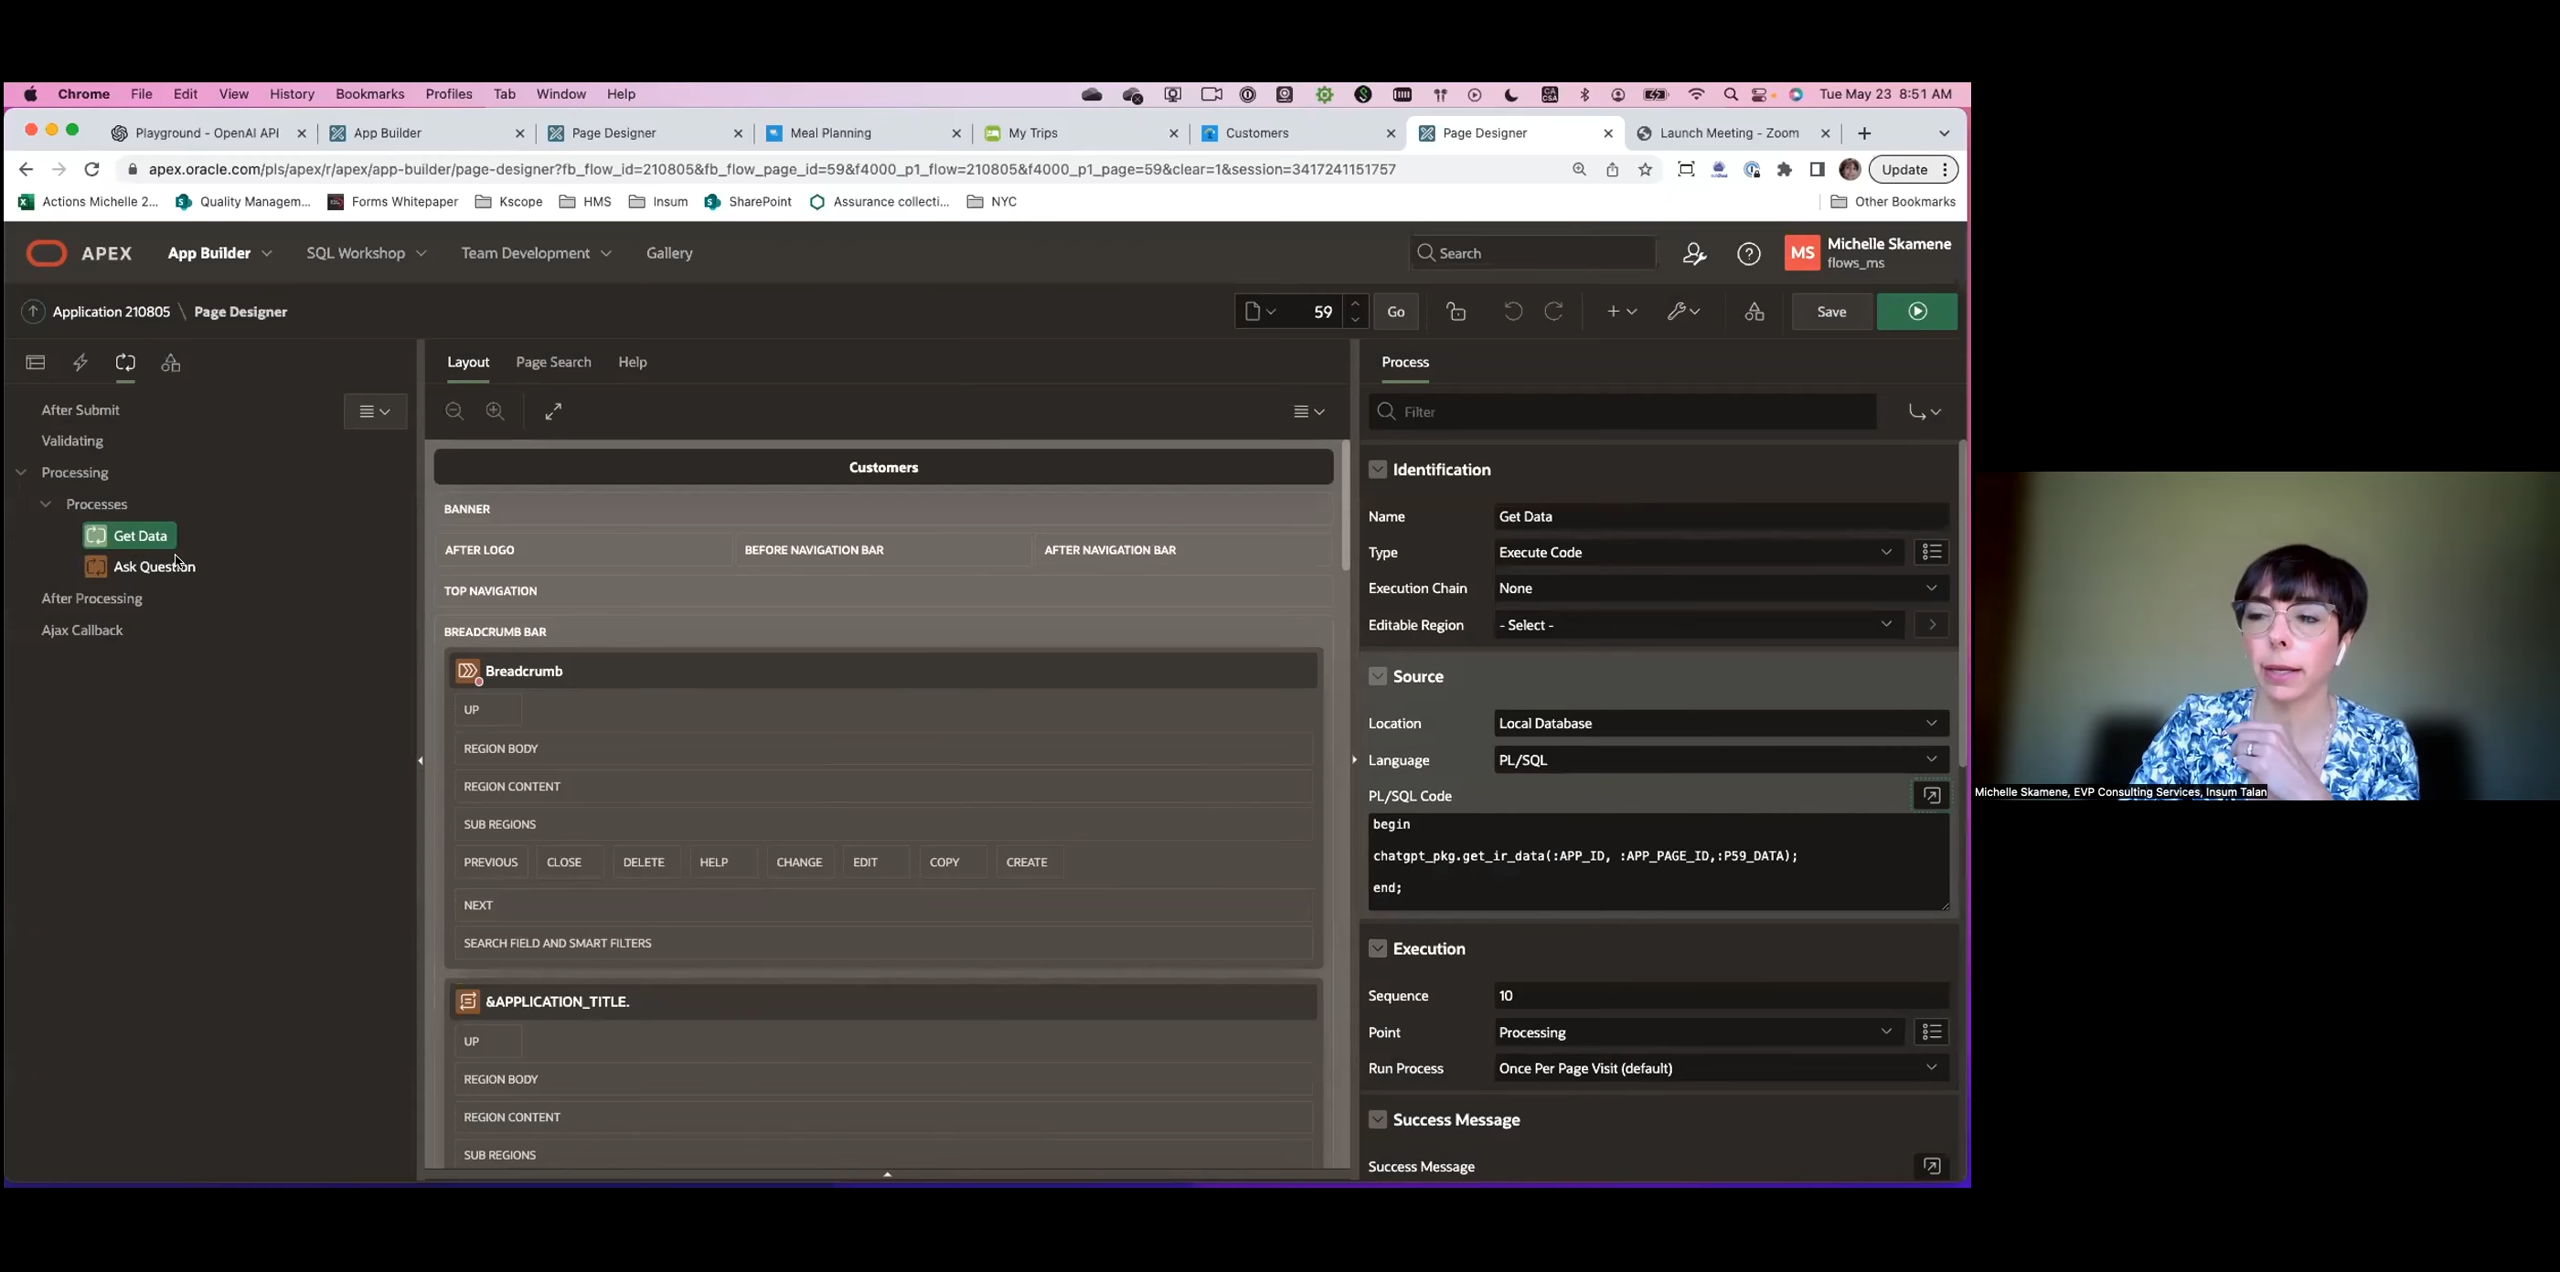 Chrome File Edit View History Bookmarks Profiles Tab Window Help Tue May 23 8:51 AM
Playground - OpenAI API App Builder Page Designer Meal Planning My Trips Customers Page Designer Launch Meeting - Zoom
apex.oracle.com/pls/apex/r/apex/app-builder/page-designer?fb_flow_id=210805&fb_flow_page_id=59&f4000_p1_flow=210805&f4000_p1_page=59&clear=1&session=3417241151757 Update
Actions Michelle 2... Quality Managem... Forms Whitepaper Kscope HMS Insum SharePoint Assurance collecti... NYC Other Bookmarks
APEX App Builder SQL Workshop Team Development Gallery Search MS Michelle Skamene
flows_ms
Application 210805 \ Page Designer 59 Go Save
Layout Page Search Help
Process
After Submit
Validating
Processing
Processes
Get Data
Ask Question
After Processing
Ajax Callback
Customers
BANNER
AFTER LOGO BEFORE NAVIGATION BAR AFTER NAVIGATION BAR
TOP NAVIGATION
BREADCRUMB BAR
Breadcrumb
UP
REGION BODY
REGION CONTENT
SUB REGIONS
PREVIOUS CLOSE DELETE HELP CHANGE EDIT COPY CREATE
NEXT
SEARCH FIELD AND SMART FILTERS
&APPLICATION_TITLE.
UP
REGION BODY
REGION CONTENT
SUB REGIONS
Filter
Identification
Name Get Data
Type Execute Code
Execution Chain None
Editable Region - Select -
Source
Location Local Database
Language PL/SQL
PL/SQL Code
begin
chatgpt_pkg.get_ir_data(:APP_ID, :APP_PAGE_ID,:P59_DATA);
end;
Execution
Sequence 10
Point Processing
Run Process Once Per Page Visit (default)
Success Message
Success Message
Michelle Skamene, EVP Consulting Services, Insum Talan